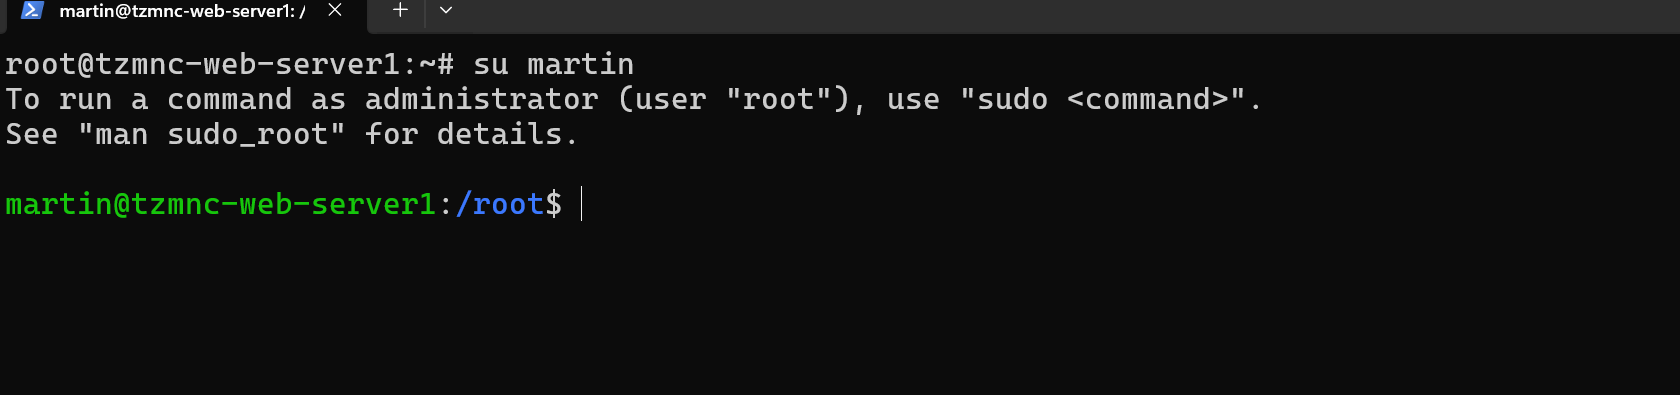 martin@tzmnc-web-server1: /
root@tzmnc-web-server1:~# su martin
To run a command as administrator (user "root"), use "sudo <command>".
See "man sudo_root" for details.
martin@tzmnc-web-server1:/root$